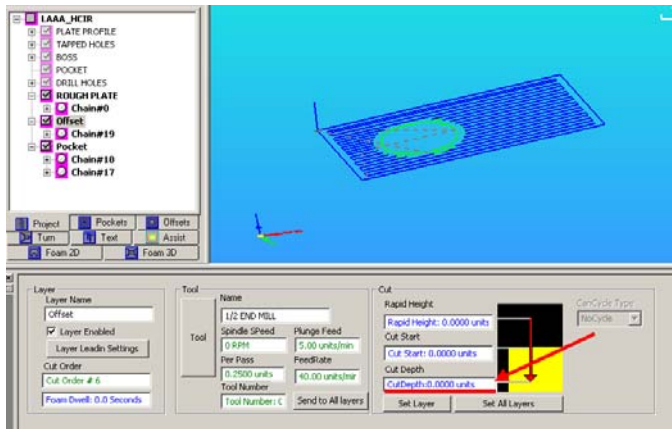 LAAA_HCIR
PLATE PROFILE
TAPPED HOLES
BOSS
POCKET
DRILL HOLES
ROUGH PLATE
Chain#0
Offset
Chain#19
Pocket
Chain#18
Chain#17
Project Pockets Offsets
Turn Text Assist
Foam 2D Foam 3D
Layer
Layer Name
Offset
Layer Enabled
Layer Leadin Settings
Cut Order
Cut Order # 6
Foam Dwell: 0.0 Seconds
Tool
Tool
Name
1/2 END MILL
Spindle SPeed Plunge Feed
0 RPM 5.00 units/min
Per Pass FeedRate
0.2500 units 40.00 units/min
Tool Number
Tool Number: Send to All layers
Cut
Rapid Height
Rapid Height: 0.0000 units
Cut Start
Cut Start: 0.0000 units
Cut Depth
CutDepth:0.0000 units
Set Layer Set All Layers
CanCycle Type
NoCycle